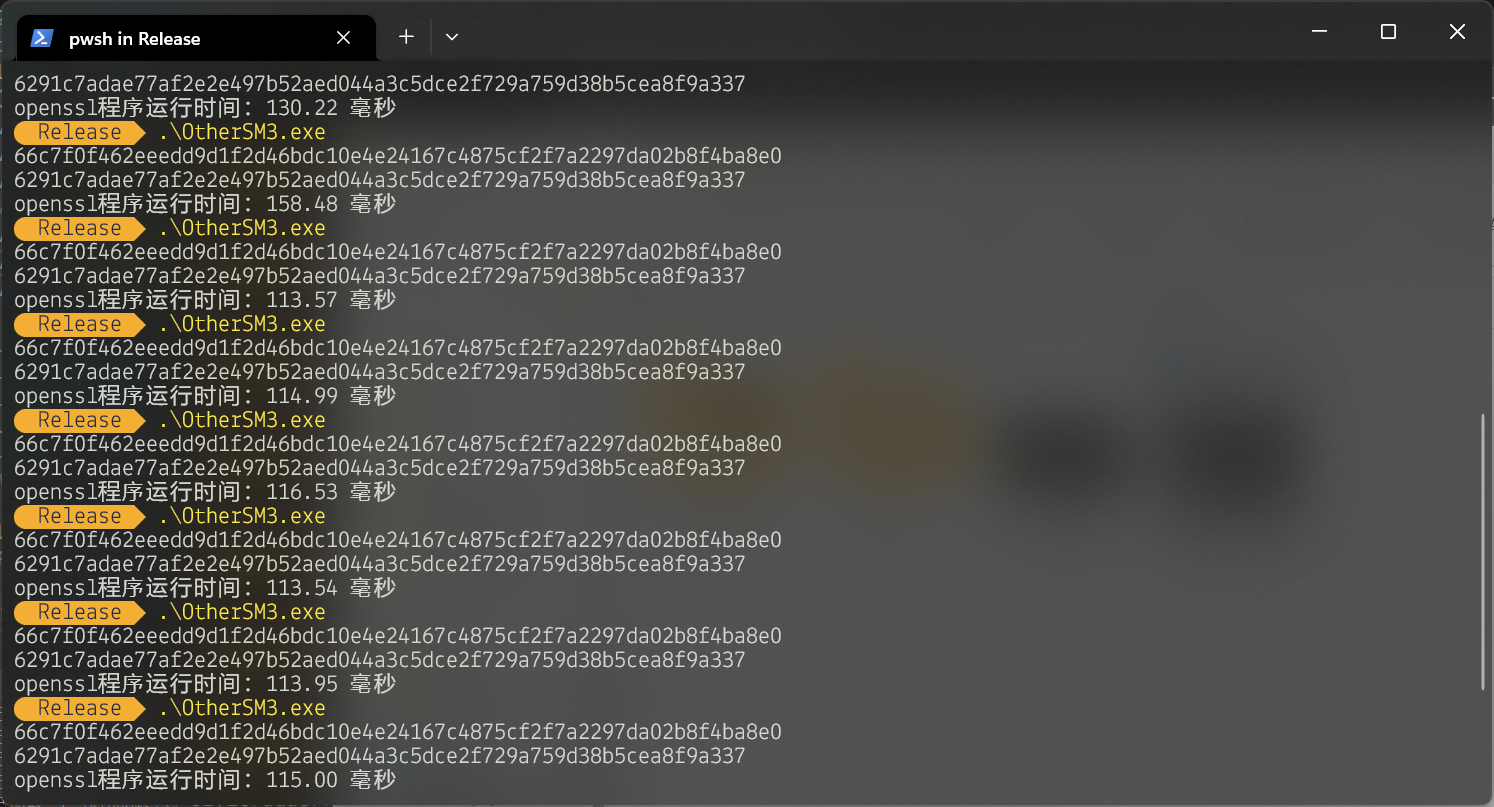 pwsh in Release
6291c7adae77af2e2e497b52aed044a3c5dce2f729a759d38b5cea8f9a337
openssl程序运行时间: 130.22 毫秒
Release .\OtherSM3.exe
66c7f0f462eeedd9d1f2d46bdc10e4e24167c4875cf2f7a2297da02b8f4ba8e0
6291c7adae77af2e2e497b52aed044a3c5dce2f729a759d38b5cea8f9a337
openssl程序运行时间: 158.48 毫秒
Release .\OtherSM3.exe
66c7f0f462eeedd9d1f2d46bdc10e4e24167c4875cf2f7a2297da02b8f4ba8e0
6291c7adae77af2e2e497b52aed044a3c5dce2f729a759d38b5cea8f9a337
openssl程序运行时间: 113.57 毫秒
Release .\OtherSM3.exe
66c7f0f462eeedd9d1f2d46bdc10e4e24167c4875cf2f7a2297da02b8f4ba8e0
6291c7adae77af2e2e497b52aed044a3c5dce2f729a759d38b5cea8f9a337
openssl程序运行时间: 114.99 毫秒
Release .\OtherSM3.exe
66c7f0f462eeedd9d1f2d46bdc10e4e24167c4875cf2f7a2297da02b8f4ba8e0
6291c7adae77af2e2e497b52aed044a3c5dce2f729a759d38b5cea8f9a337
openssl程序运行时间: 116.53 毫秒
Release .\OtherSM3.exe
66c7f0f462eeedd9d1f2d46bdc10e4e24167c4875cf2f7a2297da02b8f4ba8e0
6291c7adae77af2e2e497b52aed044a3c5dce2f729a759d38b5cea8f9a337
openssl程序运行时间: 113.54 毫秒
Release .\OtherSM3.exe
66c7f0f462eeedd9d1f2d46bdc10e4e24167c4875cf2f7a2297da02b8f4ba8e0
6291c7adae77af2e2e497b52aed044a3c5dce2f729a759d38b5cea8f9a337
openssl程序运行时间: 113.95 毫秒
Release .\OtherSM3.exe
66c7f0f462eeedd9d1f2d46bdc10e4e24167c4875cf2f7a2297da02b8f4ba8e0
6291c7adae77af2e2e497b52aed044a3c5dce2f729a759d38b5cea8f9a337
openssl程序运行时间: 115.00 毫秒